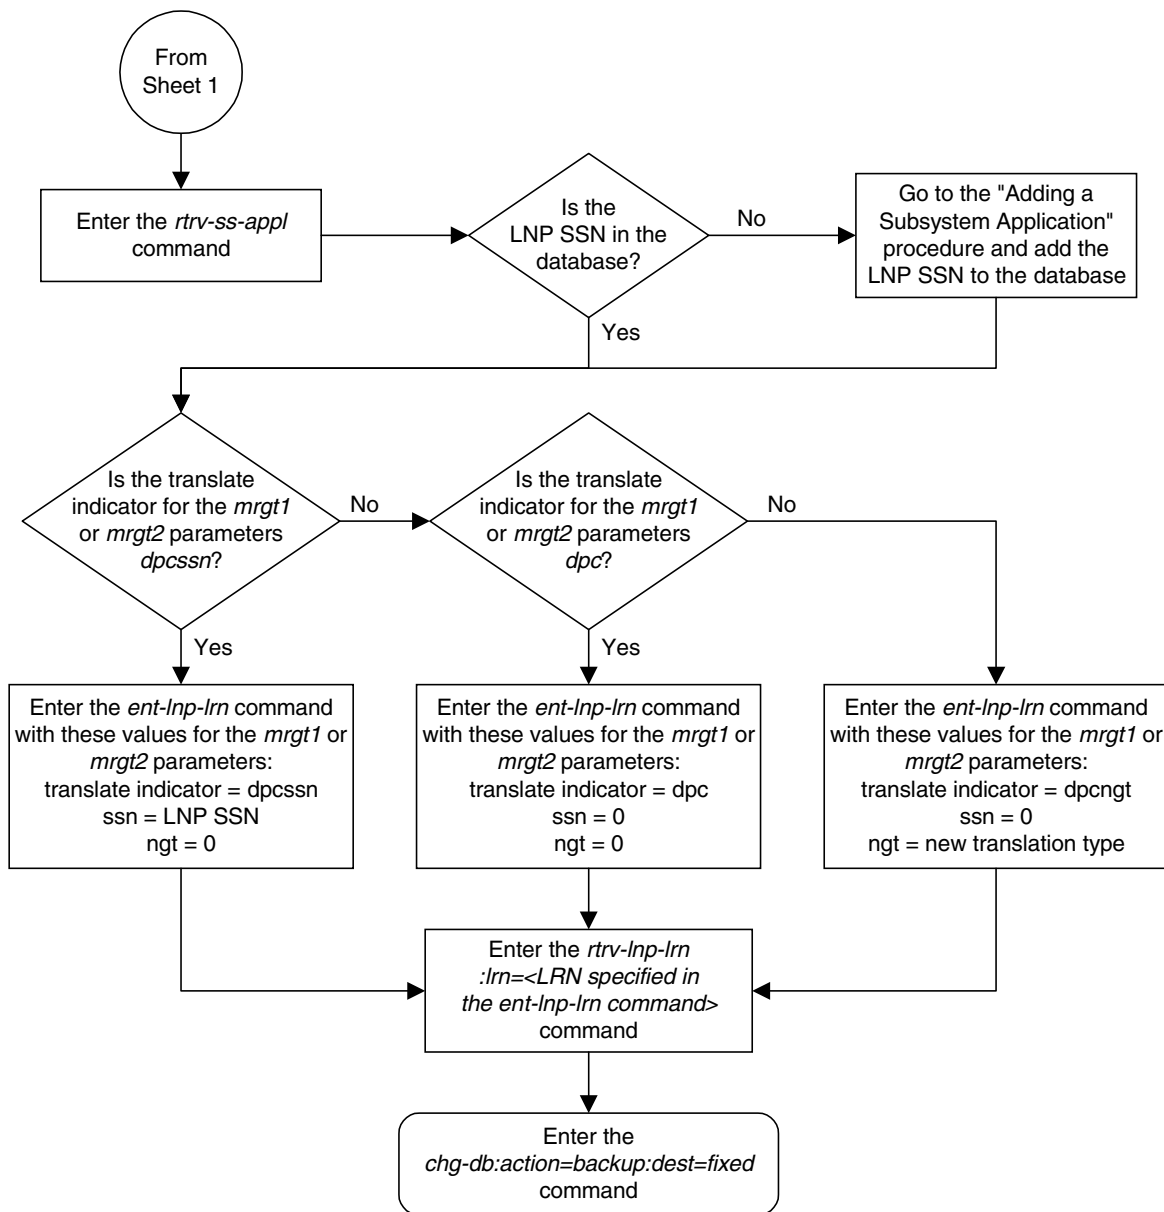 From
Sheet 1
Enter the rtrv-ss-appl
command
Is the
LNP SSN in the
database?
No
Go to the "Adding a
Subsystem Application"
procedure and add the
LNP SSN to the database
Yes
Is the translate
indicator for the mrgt1
or mrgt2 parameters
dpcssn?
No
Is the translate
indicator for the mrgt1
or mrgt2 parameters
dpc?
No
Yes
Yes
Enter the ent-lnp-lrn command
with these values for the mrgt1 or
mrgt2 parameters:
translate indicator = dpcssn
ssn = LNP SSN
ngt = 0
Enter the ent-lnp-lrn command
with these values for the mrgt1 or
mrgt2 parameters:
translate indicator = dpc
ssn = 0
ngt = 0
Enter the ent-lnp-lrn command
with these values for the mrgt1 or
mrgt2 parameters:
translate indicator = dpcngt
ssn = 0
ngt = new translation type
Enter the rtrv-lnp-lrn
:lrn=<LRN specified in
the ent-lnp-lrn command>
command
Enter the
chg-db:action=backup:dest=fixed
command